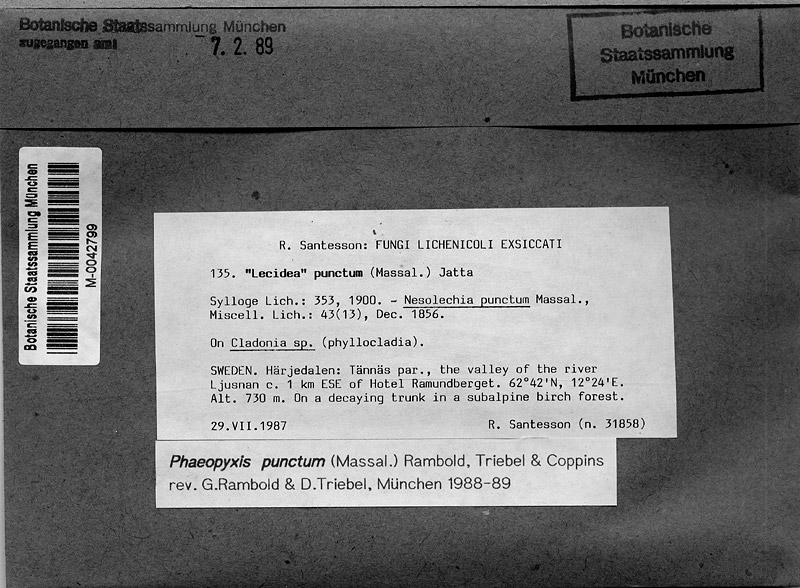 Botanische Staatssammlung München
zugegangen am:
7. 2. 89
Botanische
Staatssammlung
München
Botanische Staatssammlung München
M-0042799
R. Santesson: FUNGI LICHENICOLI EXSICCATI
135. "Lecidea" punctum (Massal.) Jatta
Sylloge Lich.: 353, 1900. - Nesolechia punctum Massal.,
Miscell. Lich.: 43(13), Dec. 1856.
On Cladonia sp. (phyllocladia).
SWEDEN. Härjedalen: Tännäs par., the valley of the river
Ljusnan c. 1 km ESE of Hotel Ramundberget. 62°42'N, 12°24'E.
Alt. 730 m. On a decaying trunk in a subalpine birch forest.
29.VII.1987 R. Santesson (n. 31858)
Phaeopyxis punctum (Massal.) Rambold, Triebel & Coppins
rev. G.Rambold & D.Triebel, München 1988-89